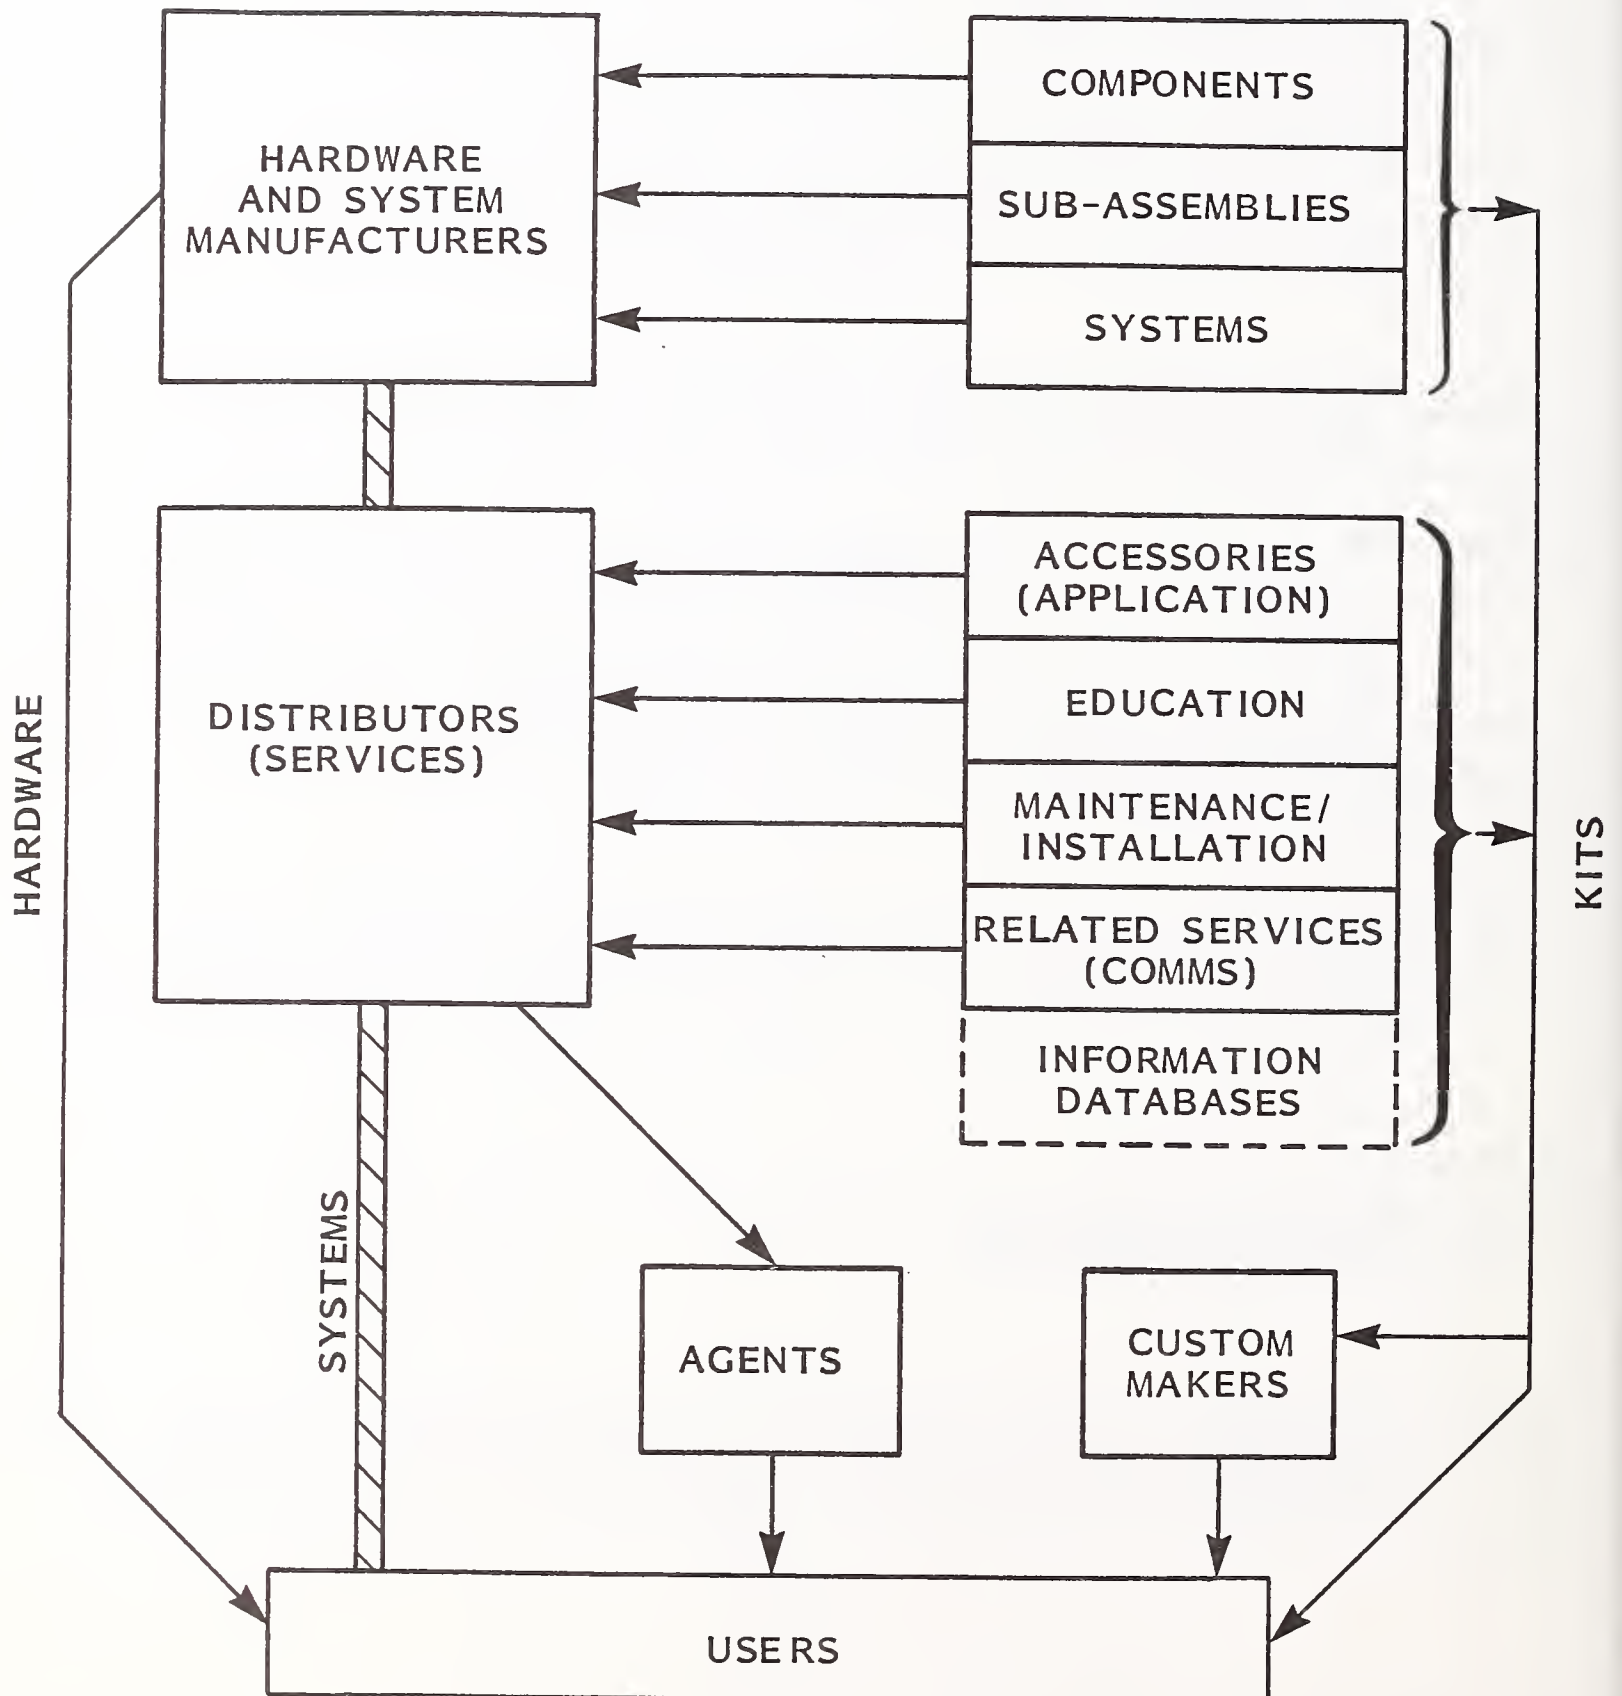 HARDWARE
AND SYSTEM
MANUFACTURERS
COMPONENTS
SUB-ASSEMBLIES
SYSTEMS
DISTRIBUTORS
(SERVICES)
ACCESSORIES
(APPLICATION)
EDUCATION
MAINTENANCE/
INSTALLATION
RELATED SERVICES
(COMMS)
INFORMATION
DATABASES
HARDWARE
KITS
SYSTEMS
AGENTS
CUSTOM
MAKERS
USERS